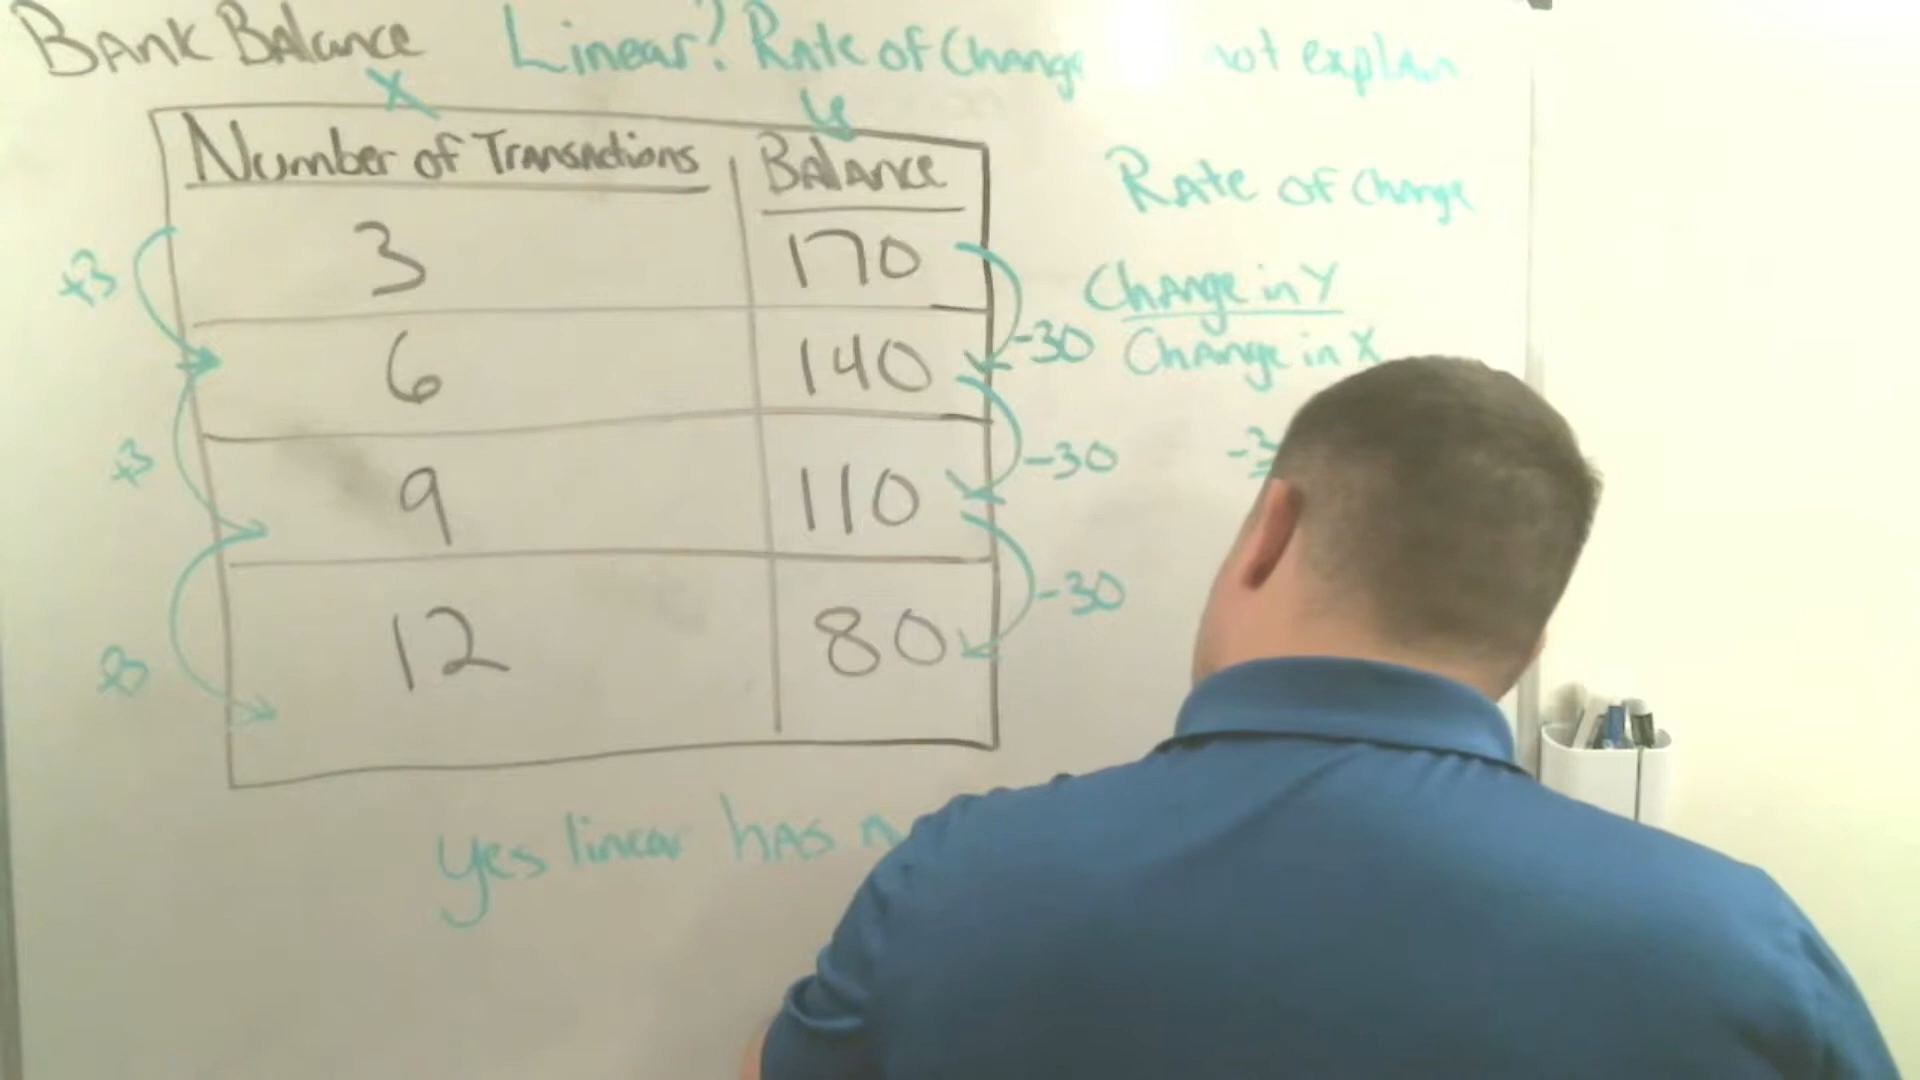 Bank Balance Linear? Rate of Change not explain
X
Number of Transactions Balance
3 170
+3
6 140
-30
+3
9 110
-30
+3
12 80
-30
Rate of Change
Change in Y
Change in X
-3
yes linear has